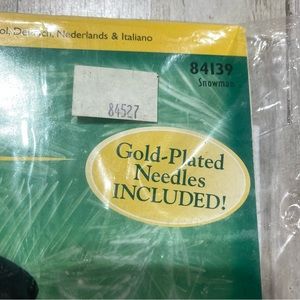 ol, Deutsch, Nederlands & Italiano
84139
Snowman
84527
Gold-Plated
Needles
INCLUDED!